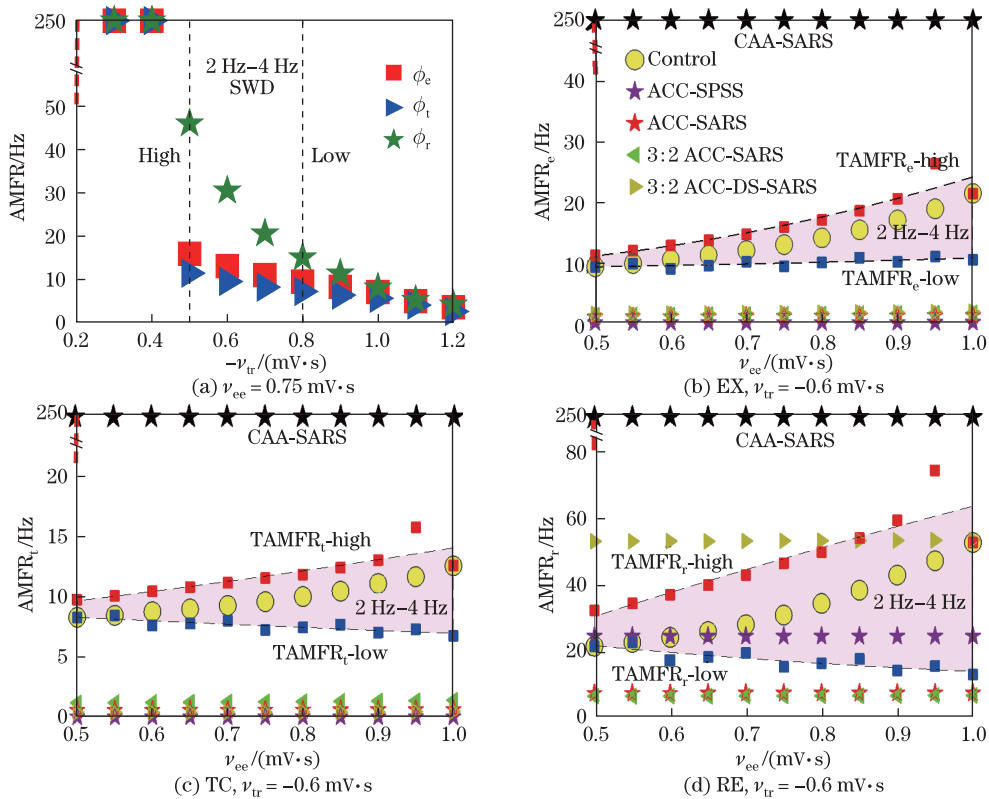 250
50
40
30
20
10
0
AMFR/Hz
2 Hz–4 Hz
SWD
High
Low
ϕe
ϕt
ϕr
0.2 0.4 0.6 0.8 1.0 1.2
−νtr/(mV·s)
(a) νee = 0.75 mV·s
250
50
40
30
20
10
0
AMFRe/Hz
CAA-SARS
Control
ACC-SPSS
ACC-SARS
3:2 ACC-SARS
3:2 ACC-DS-SARS
TAMFRe-high
2 Hz–4 Hz
TAMFRe-low
0.5 0.6 0.7 0.8 0.9 1.0
νee/(mV·s)
(b) EX, νtr = −0.6 mV·s
250
20
15
10
5
0
AMFRt/Hz
CAA-SARS
TAMFRt-high
2 Hz–4 Hz
TAMFRt-low
0.5 0.6 0.7 0.8 0.9 1.0
νee/(mV·s)
(c) TC, νtr = −0.6 mV·s
250
80
60
40
20
0
AMFRr/Hz
CAA-SARS
TAMFRr-high
2 Hz–4 Hz
TAMFRr-low
0.5 0.6 0.7 0.8 0.9 1.0
νee/(mV·s)
(d) RE, νtr = −0.6 mV·s